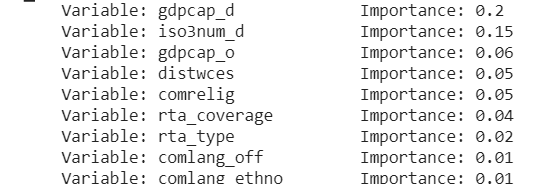 Variable: gdpcap_d Importance: 0.2
Variable: iso3num_d Importance: 0.15
Variable: gdpcap_o Importance: 0.06
Variable: distwces Importance: 0.05
Variable: comrelig Importance: 0.05
Variable: rta_coverage Importance: 0.04
Variable: rta_type Importance: 0.02
Variable: comlang_off Importance: 0.01
Variable: comlang_ethno Importance: 0.01